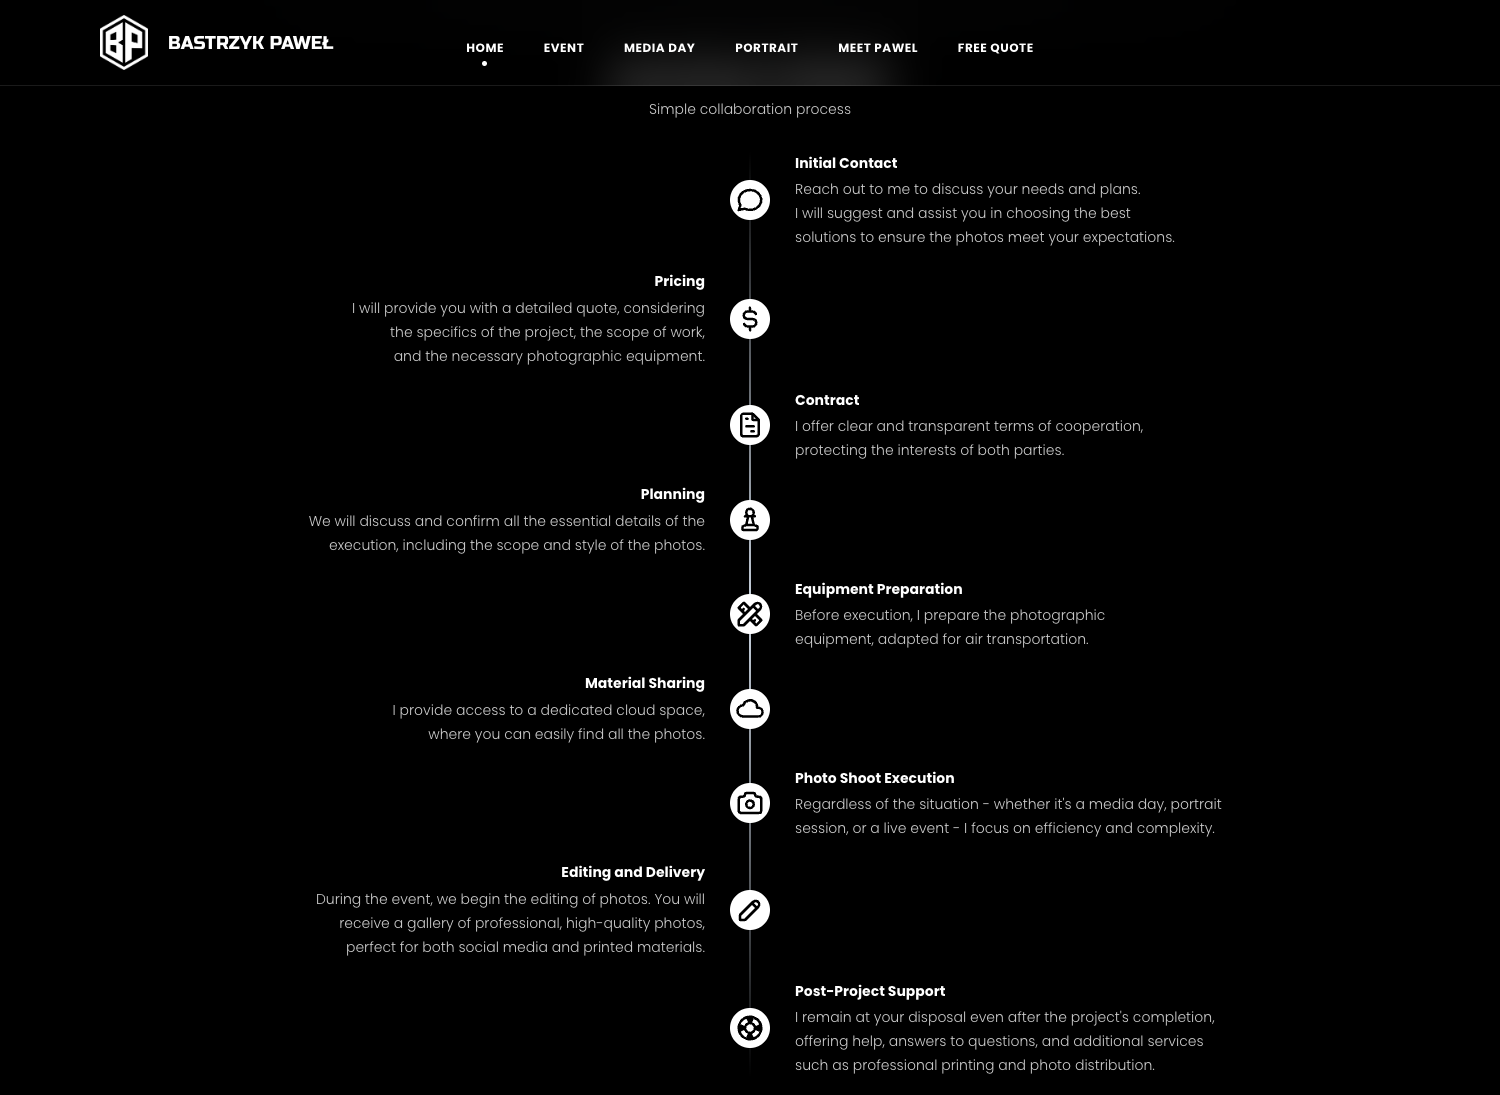 BP
BASTRZYK PAWEŁ
HOME
EVENT
MEDIA DAY
PORTRAIT
MEET PAWEL
FREE QUOTE
Simple collaboration process
Initial Contact
Reach out to me to discuss your needs and plans.
I will suggest and assist you in choosing the best
solutions to ensure the photos meet your expectations.
Pricing
I will provide you with a detailed quote, considering
the specifics of the project, the scope of work,
and the necessary photographic equipment.
Contract
I offer clear and transparent terms of cooperation,
protecting the interests of both parties.
Planning
We will discuss and confirm all the essential details of the
execution, including the scope and style of the photos.
Equipment Preparation
Before execution, I prepare the photographic
equipment, adapted for air transportation.
Material Sharing
I provide access to a dedicated cloud space,
where you can easily find all the photos.
Photo Shoot Execution
Regardless of the situation - whether it's a media day, portrait
session, or a live event - I focus on efficiency and complexity.
Editing and Delivery
During the event, we begin the editing of photos. You will
receive a gallery of professional, high-quality photos,
perfect for both social media and printed materials.
Post-Project Support
I remain at your disposal even after the project's completion,
offering help, answers to questions, and additional services
such as professional printing and photo distribution.